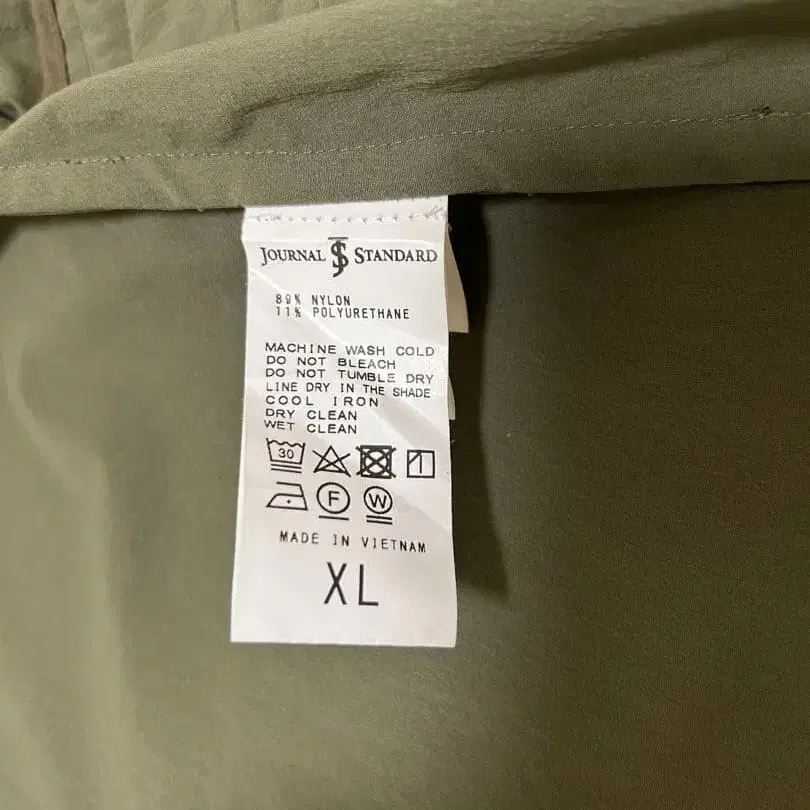 JOURNAL JS STANDARD
89% NYLON
11% POLYURETHANE
MACHINE WASH COLD
DO NOT BLEACH
DO NOT TUMBLE DRY
LINE DRY IN THE SHADE
COOL IRON
DRY CLEAN
WET CLEAN
30
F W
MADE IN VIETNAM
XL